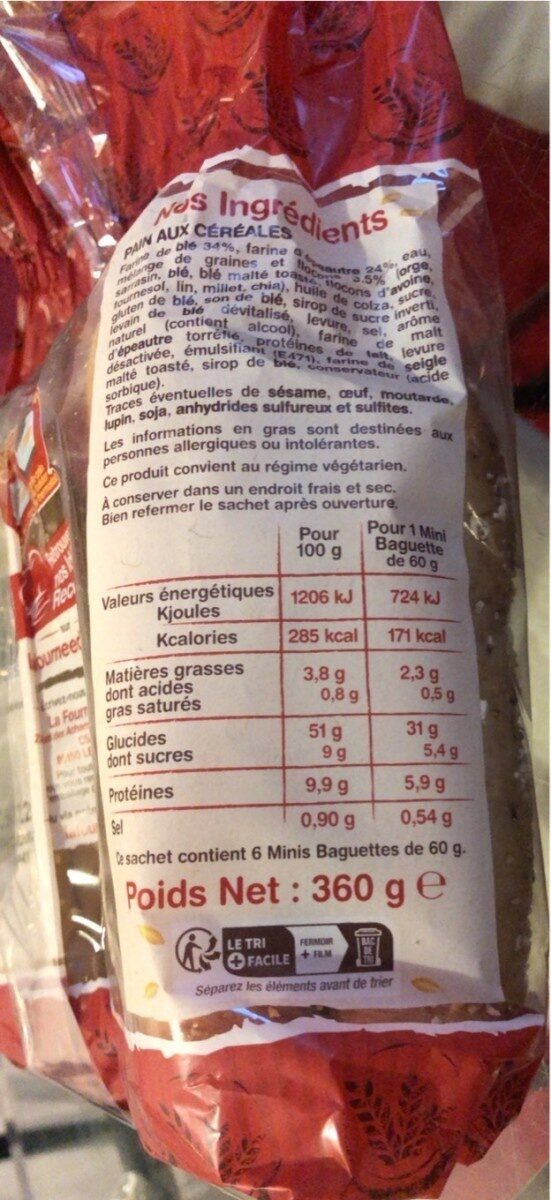 Nos Ingrédients
PAIN AUX CÉRÉALES
Farine de blé 34%, farine d'épeautre 24%, eau,
mélange de graines et flocons 3.5% (orge,
sarrasin, blé, blé malté toasté, flocons d'avoine,
tournesol, lin, millet, chia), huile de colza, sucre,
gluten de blé, son de blé, sirop de sucre inverti,
levain de blé dévitalisé, levure, sel, arôme
naturel (contient alcool), farine de malt
d'épeautre torréfié, protéines de lait, levure
désactivée, émulsifiant (E471), farine de seigle
malté toasté, sirop de blé, conservateur (acide
sorbique).
Traces éventuelles de sésame, œuf, moutarde,
lupin, soja, anhydrides sulfureux et sulfites.
Les informations en gras sont destinées aux
personnes allergiques ou intolérantes.
Ce produit convient au régime végétarien.
À conserver dans un endroit frais et sec.
Bien refermer le sachet après ouverture.
Pour 100 g
Pour 1 Mini Baguette de 60 g
Valeurs énergétiques
Kjoules 1206 kJ 724 kJ
Kcalories 285 kcal 171 kcal
Matières grasses 3,8 g 2,3 g
dont acides 0,8 g 0,5 g
gras saturés
Glucides 51 g 31 g
dont sucres 9 g 5,4 g
Protéines 9,9 g 5,9 g
Sel 0,90 g 0,54 g
Ce sachet contient 6 Minis Baguettes de 60 g.
Poids Net : 360 g e
LE TRI
+ FACILE
FERMOIR
+ FILM
BAC
DE
TRI
Séparez les éléments avant de trier
La Fourn